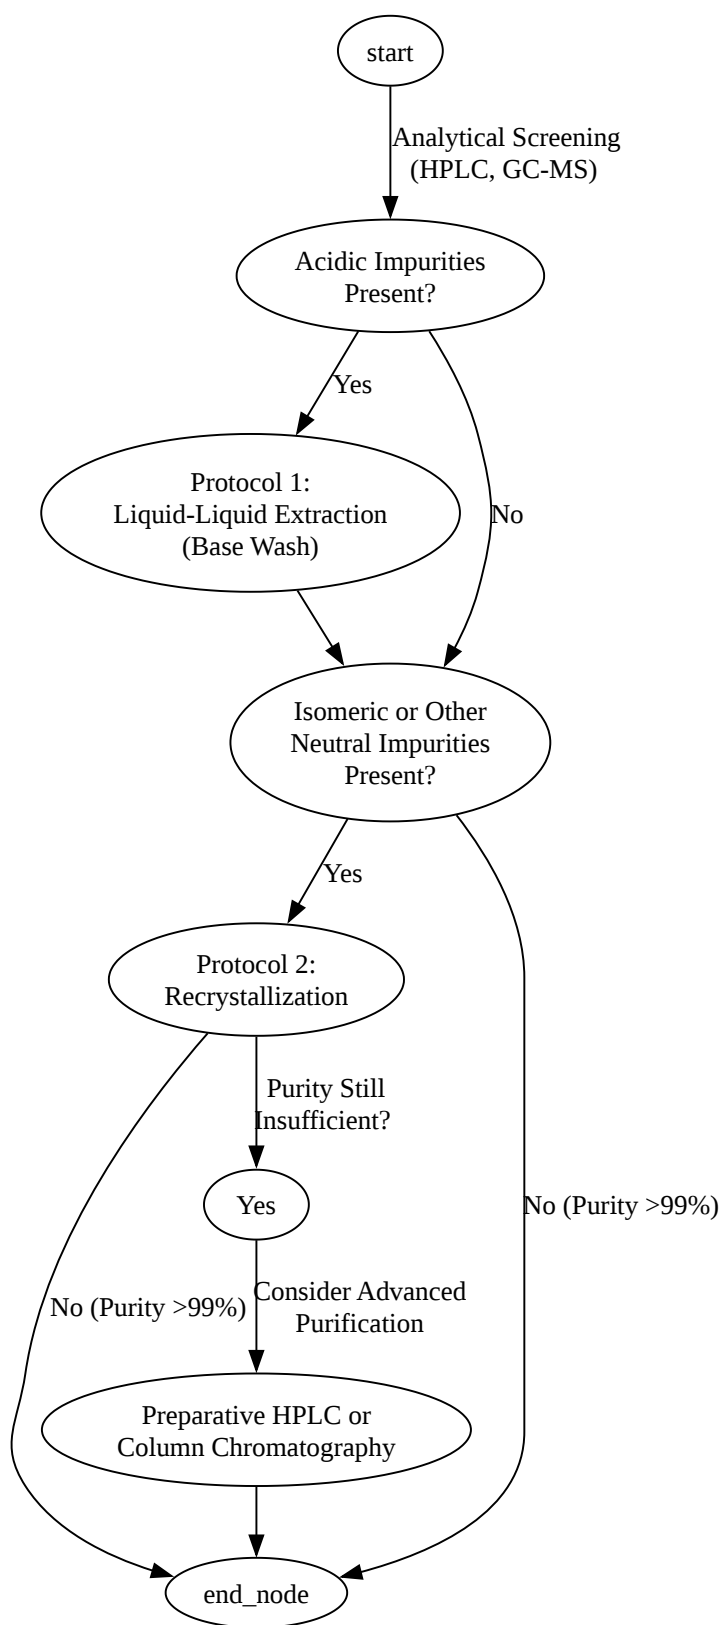 start
Analytical Screening
(HPLC, GC-MS)
Acidic Impurities
Present?
Yes
Protocol 1:
Liquid-Liquid Extraction
(Base Wash)
No
Isomeric or Other
Neutral Impurities
Present?
Yes
Protocol 2:
Recrystallization
Purity Still
Insufficient?
Yes
No (Purity >99%)
Consider Advanced
Purification
No (Purity >99%)
Preparative HPLC or
Column Chromatography
end_node